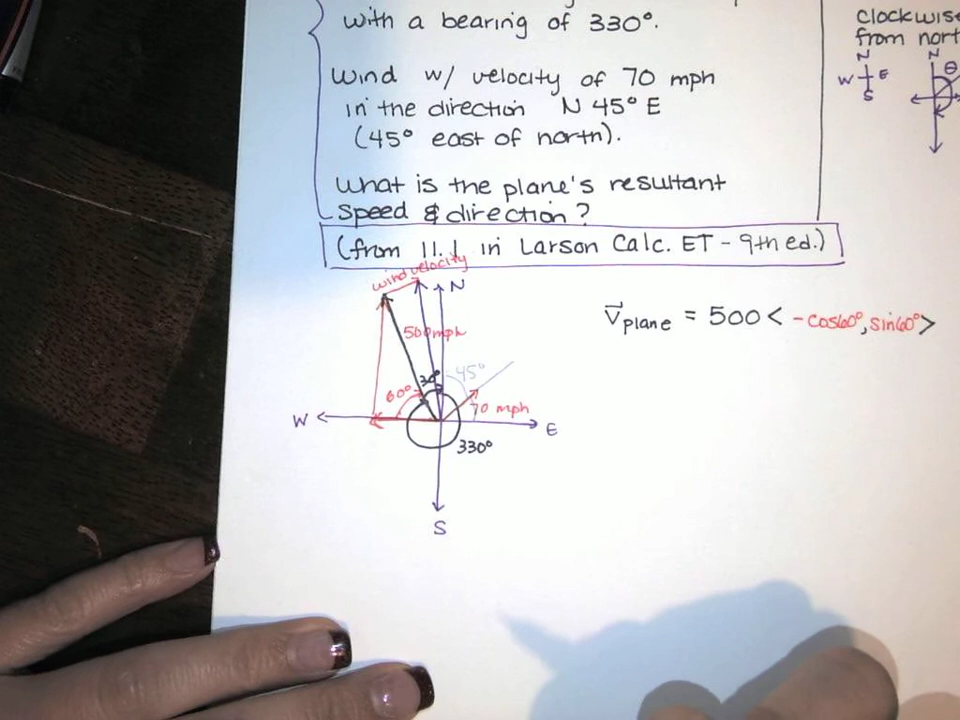 with a bearing of 330°.
Wind w/ velocity of 70 mph
in the direction N 45° E
(45° east of north).
What is the plane's resultant
speed & direction?
(from 11.1 in Larson Calc. ET - 9th ed.)
clockwise
from nort
N
W E
S
N
θ
wind velocity
N
500mph
45°
30°
60°
70 mph
W
E
330°
S
V⃗plane = 500 < -cos60°, sin60° >